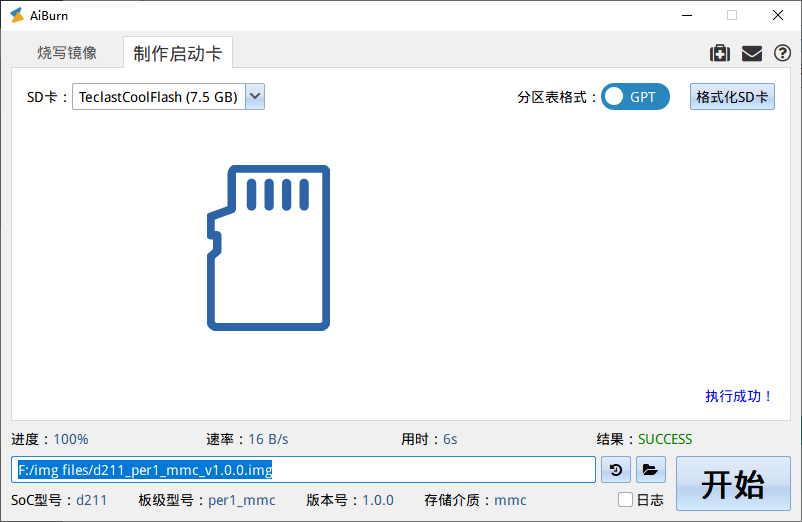 AiBurn
烧写镜像 制作启动卡
SD卡： TeclastCoolFlash (7.5 GB) 分区表格式： GPT 格式化SD卡
执行成功！
进度：100% 速率：16 B/s 用时：6s 结果：SUCCESS
F:/img files/d211_per1_mmc_v1.0.0.img
开始
SoC型号：d211 板级型号：per1_mmc 版本号：1.0.0 存储介质：mmc 日志